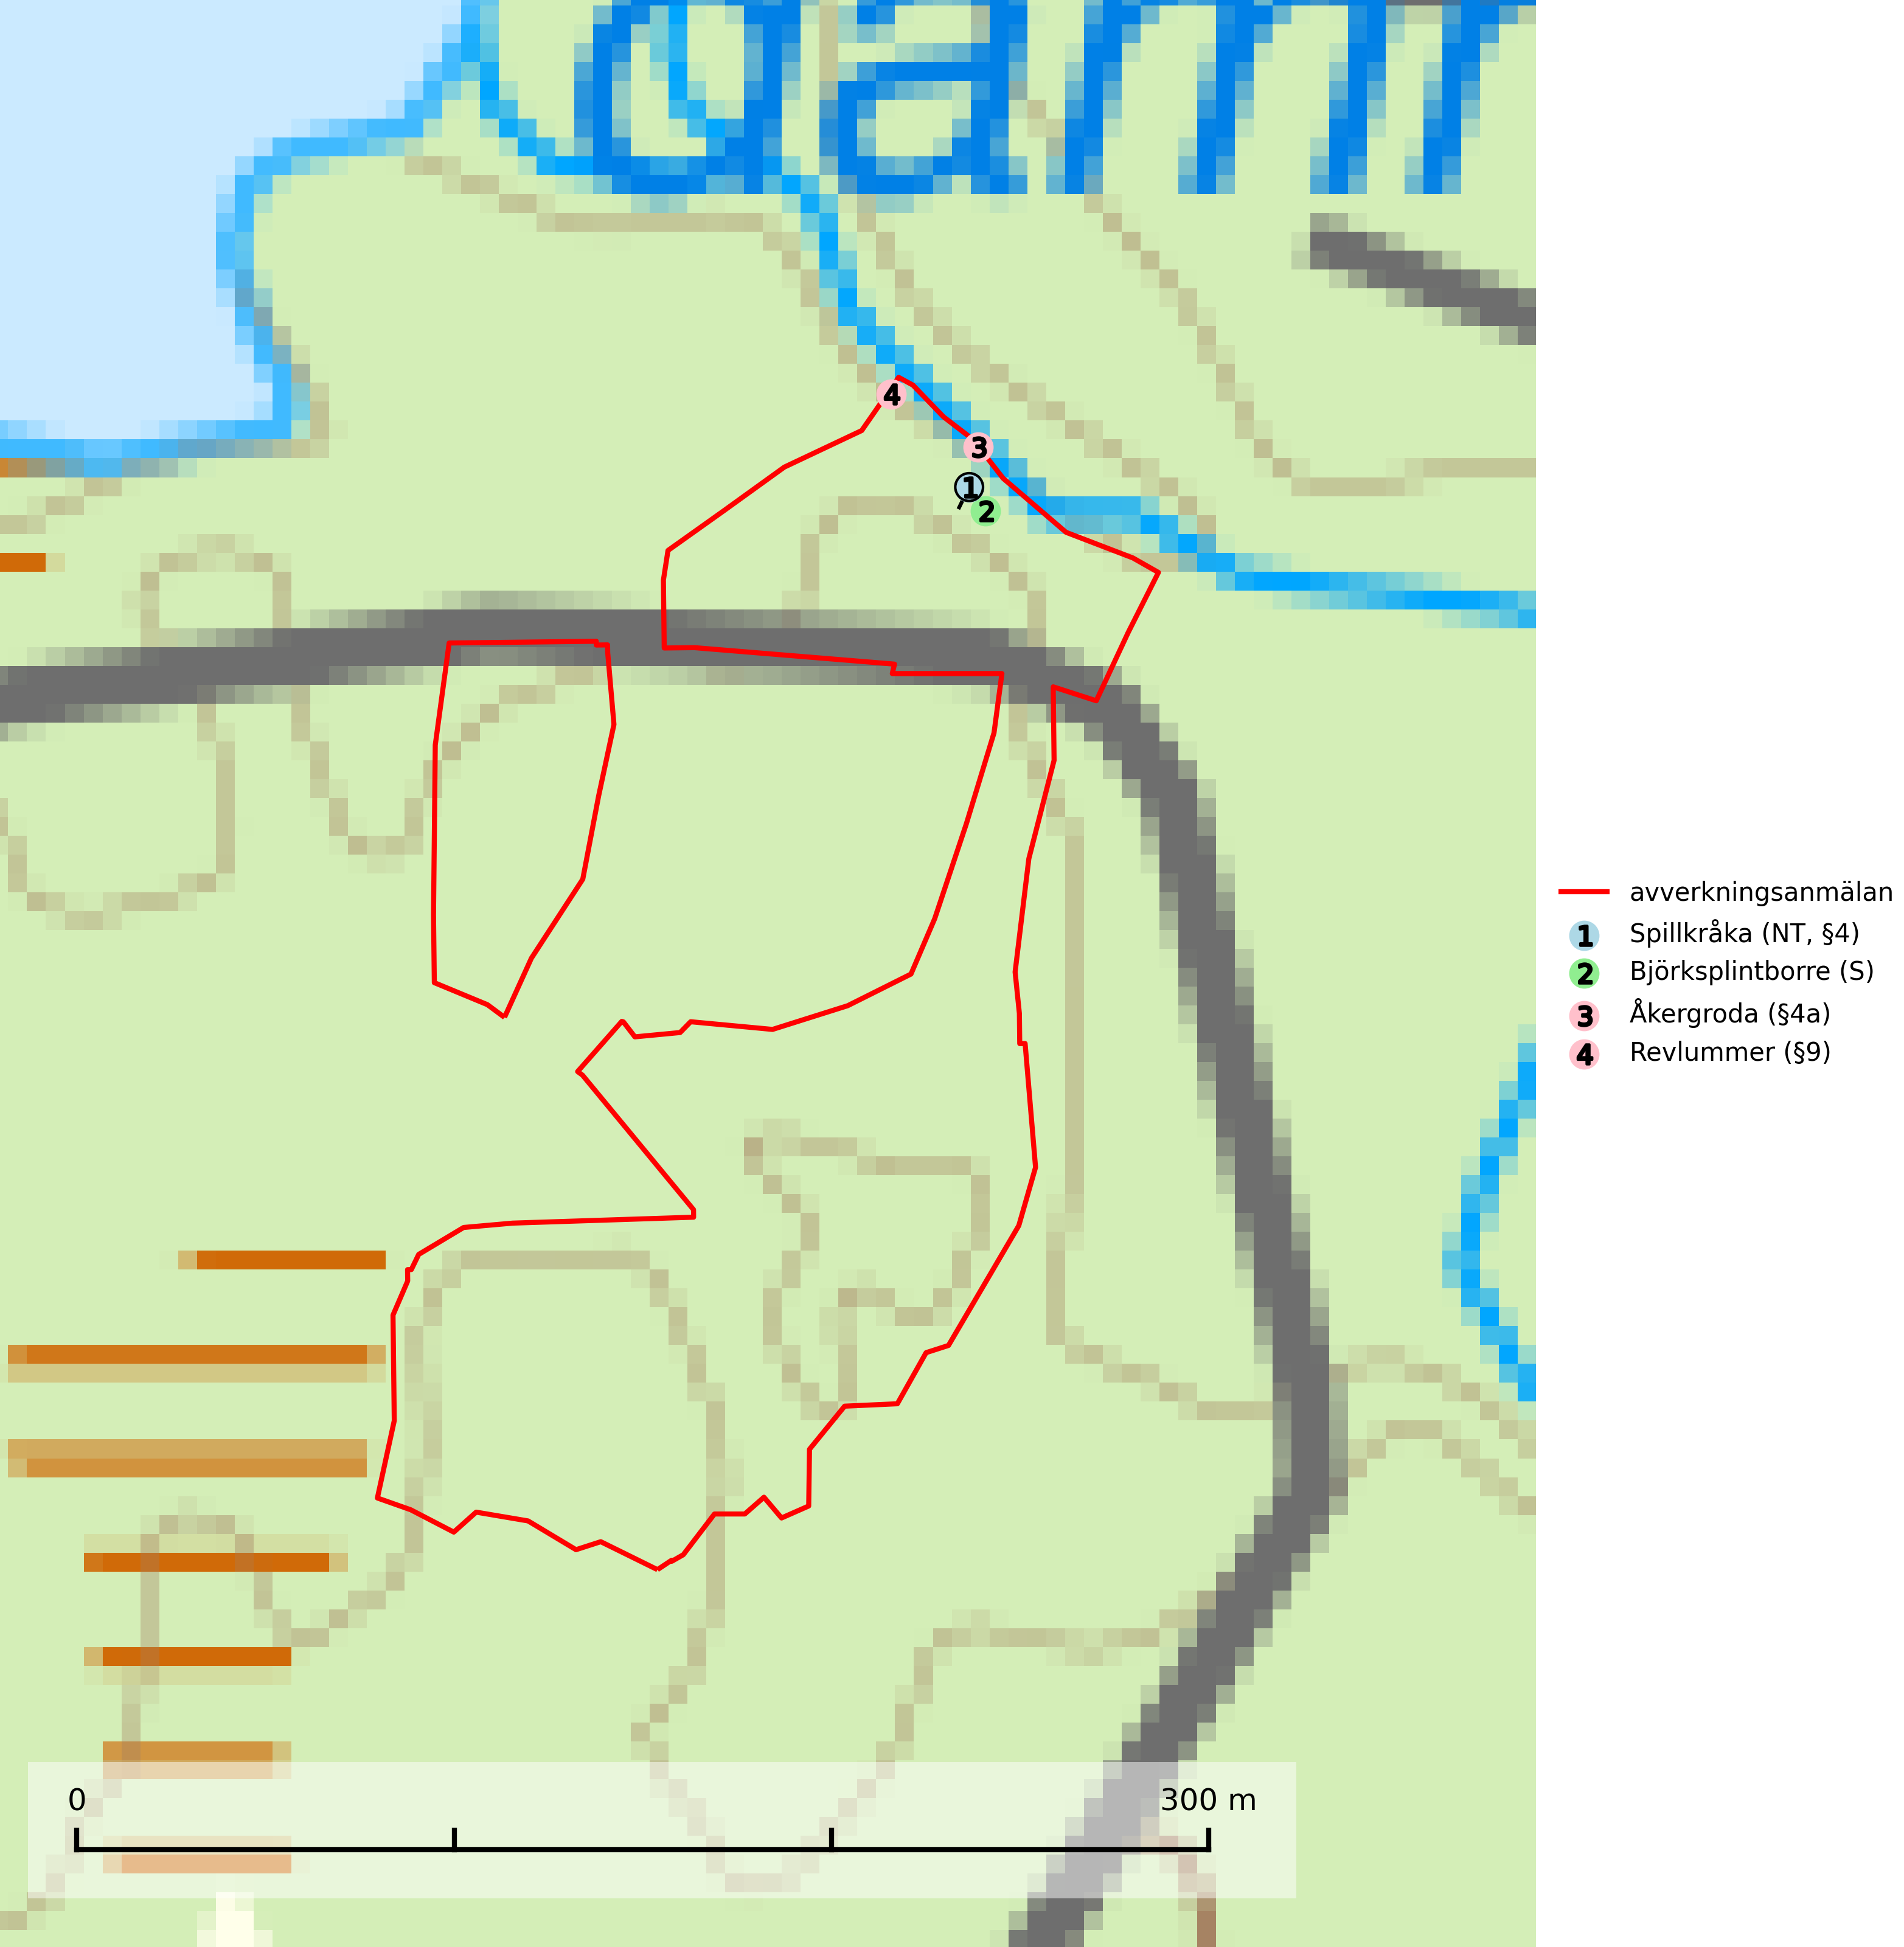 4
3
1
2
avverkningsanmälan
1 Spillkråka (NT, §4)
2 Björksplintborre (S)
3 Åkergroda (§4a)
4 Revlummer (§9)
0 300 m